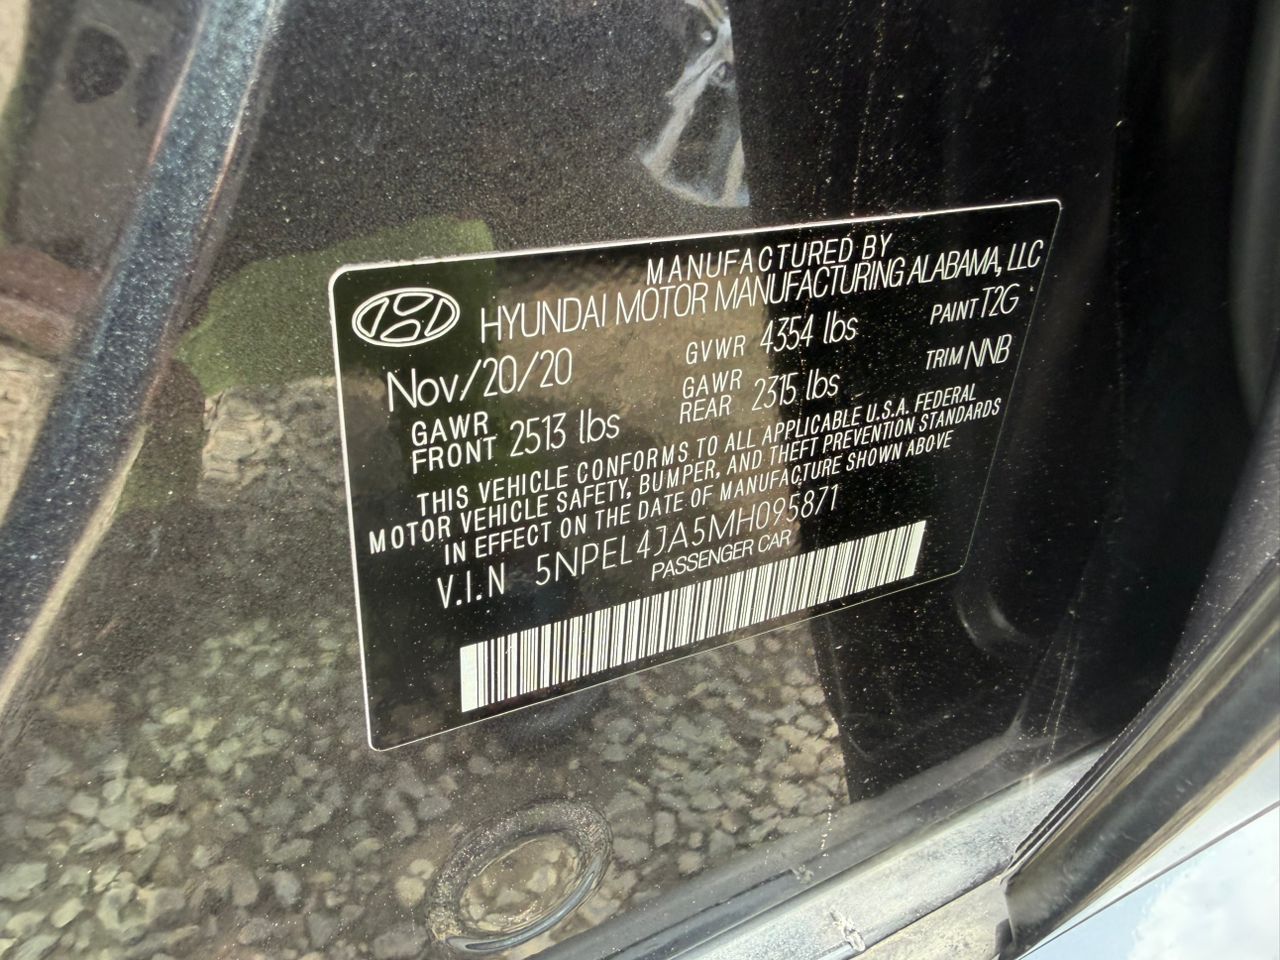 MANUFACTURED BY
HYUNDAI MOTOR MANUFACTURING ALABAMA, LLC
Nov/20/20 GVWR 4354 lbs PAINT T2G
GAWR FRONT 2513 lbs GAWR REAR 2315 lbs TRIM NNB
THIS VEHICLE CONFORMS TO ALL APPLICABLE U.S.A. FEDERAL
MOTOR VEHICLE SAFETY, BUMPER, AND THEFT PREVENTION STANDARDS
IN EFFECT ON THE DATE OF MANUFACTURE SHOWN ABOVE
V.I.N 5NPEL4JA5MH095871
PASSENGER CAR